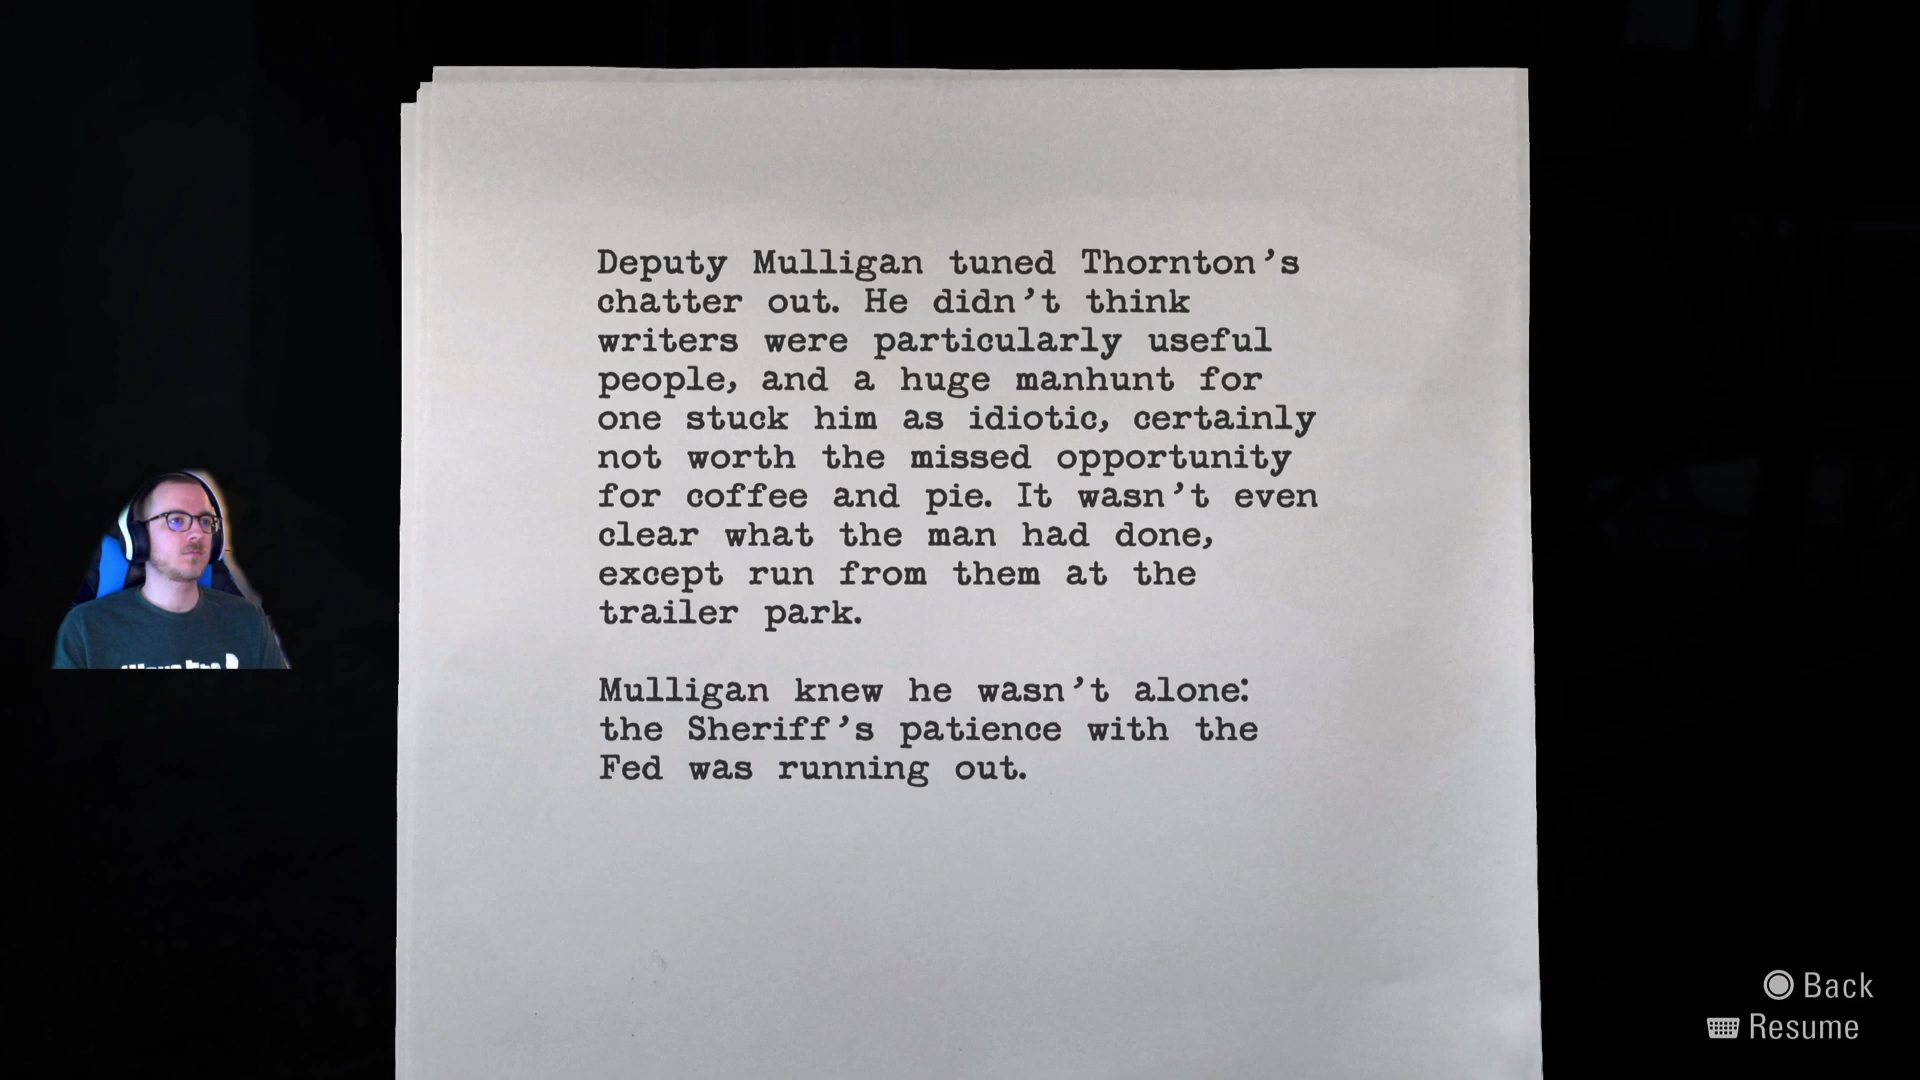 Deputy Mulligan tuned Thornton’s
chatter out. He didn’t think
writers were particularly useful
people, and a huge manhunt for
one stuck him as idiotic, certainly
not worth the missed opportunity
for coffee and pie. It wasn’t even
clear what the man had done,
except run from them at the
trailer park.
Mulligan knew he wasn’t alone:
the Sheriff’s patience with the
Fed was running out.
Back
Resume